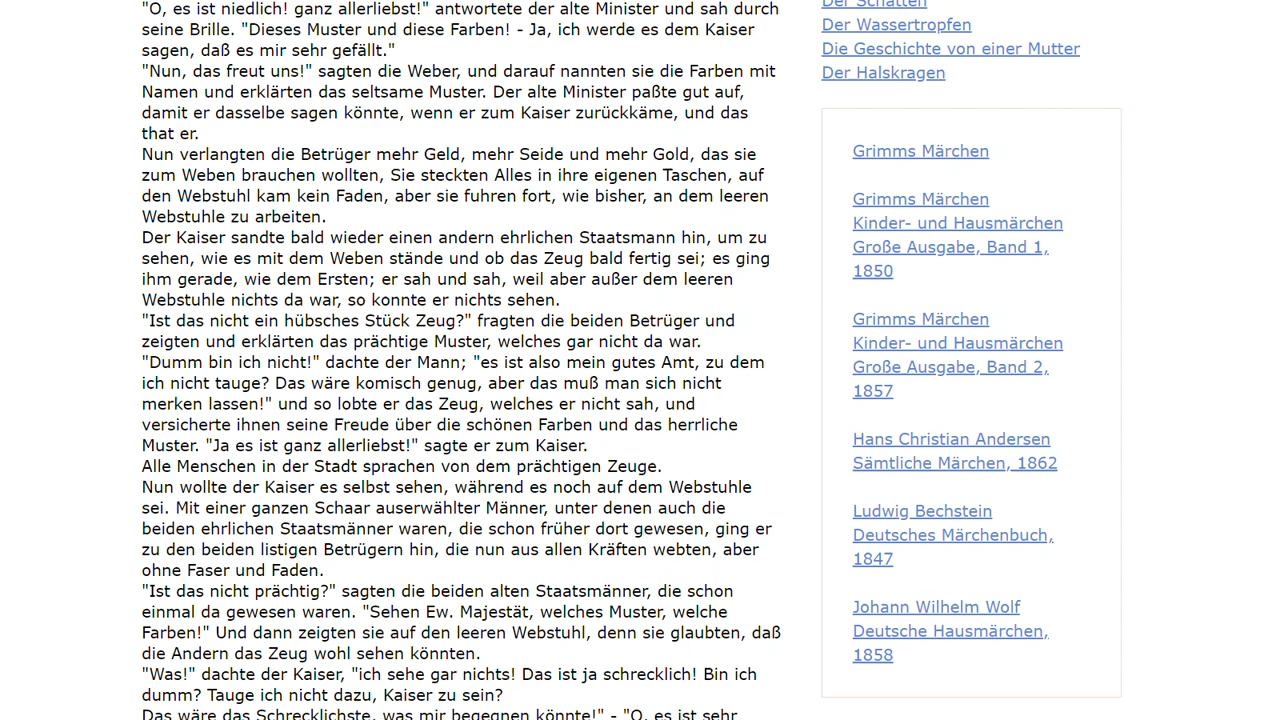 "O, es ist niedlich! ganz allerliebst!" antwortete der alte Minister und sah durch
seine Brille. "Dieses Muster und diese Farben! - Ja, ich werde es dem Kaiser
sagen, daß es mir sehr gefällt."
"Nun, das freut uns!" sagten die Weber, und darauf nannten sie die Farben mit
Namen und erklärten das seltsame Muster. Der alte Minister paßte gut auf,
damit er dasselbe sagen könnte, wenn er zum Kaiser zurückkäme, und das
that er.
Nun verlangten die Betrüger mehr Geld, mehr Seide und mehr Gold, das sie
zum Weben brauchen wollten, Sie steckten Alles in ihre eigenen Taschen, auf
den Webstuhl kam kein Faden, aber sie fuhren fort, wie bisher, an dem leeren
Webstuhle zu arbeiten.
Der Kaiser sandte bald wieder einen andern ehrlichen Staatsmann hin, um zu
sehen, wie es mit dem Weben stände und ob das Zeug bald fertig sei; es ging
ihm gerade, wie dem Ersten; er sah und sah, weil aber außer dem leeren
Webstuhle nichts da war, so konnte er nichts sehen.
"Ist das nicht ein hübsches Stück Zeug?" fragten die beiden Betrüger und
zeigten und erklärten das prächtige Muster, welches gar nicht da war.
"Dumm bin ich nicht!" dachte der Mann; "es ist also mein gutes Amt, zu dem
ich nicht tauge? Das wäre komisch genug, aber das muß man sich nicht
merken lassen!" und so lobte er das Zeug, welches er nicht sah, und
versicherte ihnen seine Freude über die schönen Farben und das herrliche
Muster. "Ja es ist ganz allerliebst!" sagte er zum Kaiser.
Alle Menschen in der Stadt sprachen von dem prächtigen Zeuge.
Nun wollte der Kaiser es selbst sehen, während es noch auf dem Webstuhle
sei. Mit einer ganzen Schaar auserwählter Männer, unter denen auch die
beiden ehrlichen Staatsmänner waren, die schon früher dort gewesen, ging er
zu den beiden listigen Betrügern hin, die nun aus allen Kräften webten, aber
ohne Faser und Faden.
"Ist das nicht prächtig?" sagten die beiden alten Staatsmänner, die schon
einmal da gewesen waren. "Sehen Ew. Majestät, welches Muster, welche
Farben!" Und dann zeigten sie auf den leeren Webstuhl, denn sie glaubten, daß
die Andern das Zeug wohl sehen könnten.
"Was!" dachte der Kaiser, "ich sehe gar nichts! Das ist ja schrecklich! Bin ich
dumm? Tauge ich nicht dazu, Kaiser zu sein?
Das wäre das Schrecklichste, was mir begegnen könnte!" - "O, es ist sehr
Der Schatten
Der Wassertropfen
Die Geschichte von einer Mutter
Der Halskragen
Grimms Märchen
Grimms Märchen
Kinder- und Hausmärchen
Große Ausgabe, Band 1,
1850
Grimms Märchen
Kinder- und Hausmärchen
Große Ausgabe, Band 2,
1857
Hans Christian Andersen
Sämtliche Märchen, 1862
Ludwig Bechstein
Deutsches Märchenbuch,
1847
Johann Wilhelm Wolf
Deutsche Hausmärchen,
1858